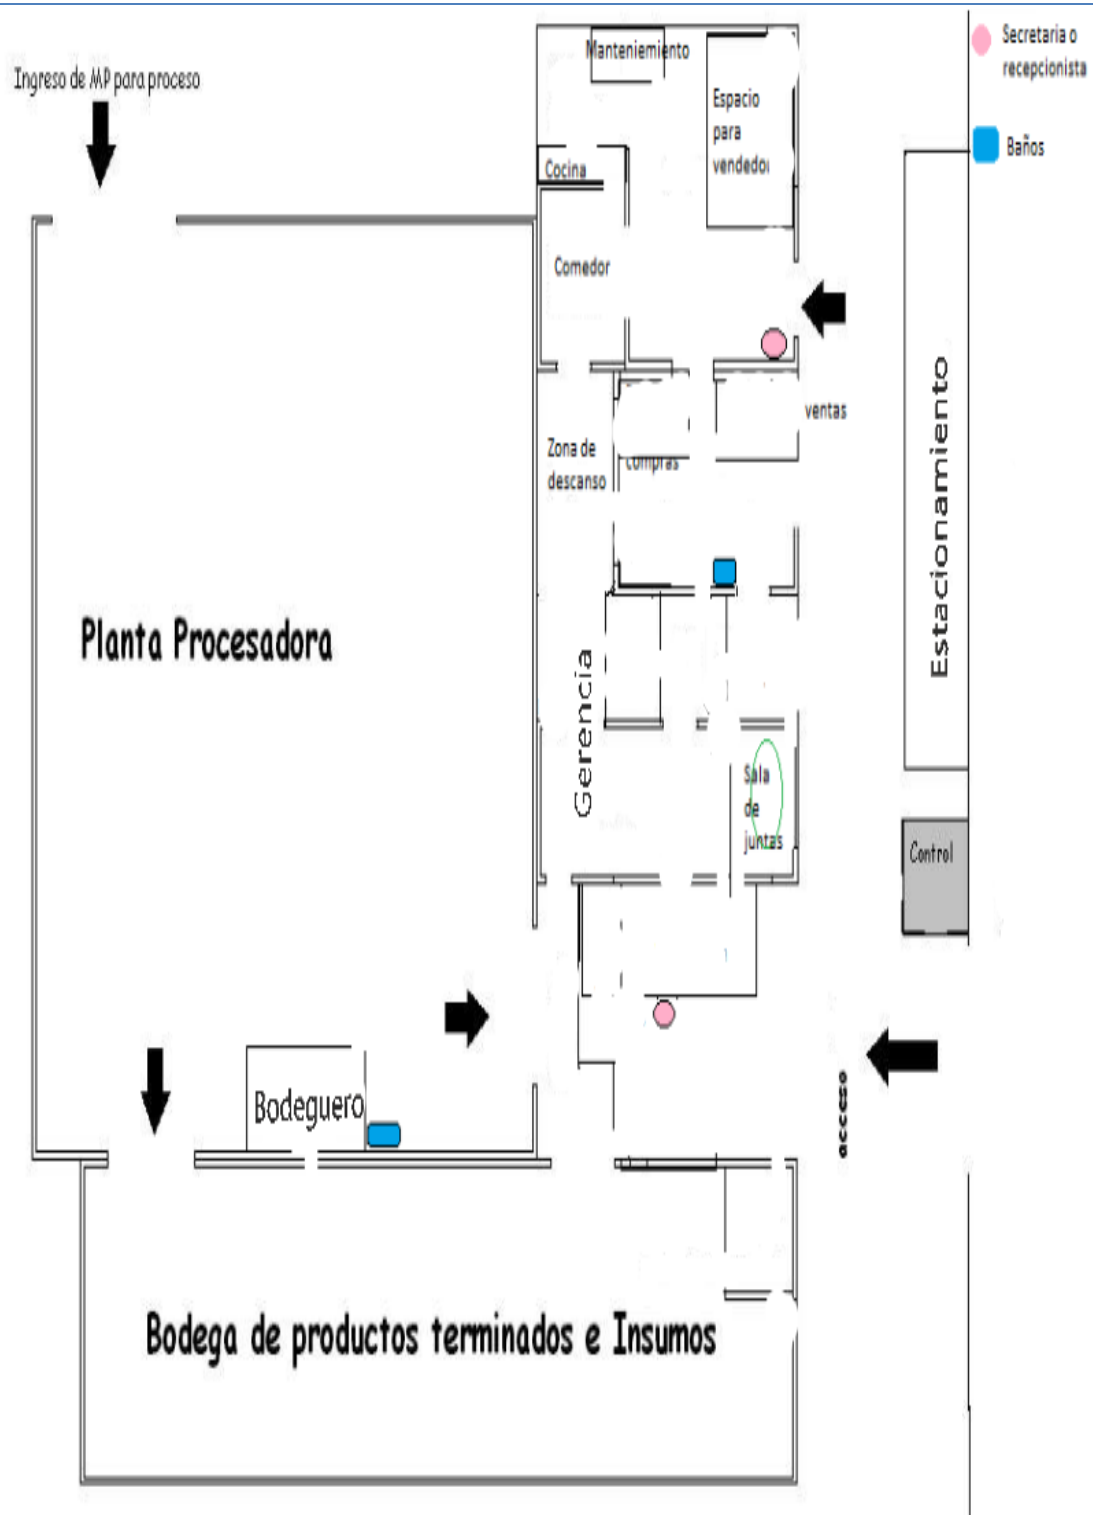 Secretaria o
recepcionista
Baños
Ingreso de MP para proceso
Manteniemiento
Espacio
para
vendedor
Cocina
Comedor
ventas
Zona de
descanso
compras
Estacionamiento
Planta Procesadora
Gerencia
Sala
de
juntas
Control
Bodeguero
acceso
Bodega de productos terminados e Insumos